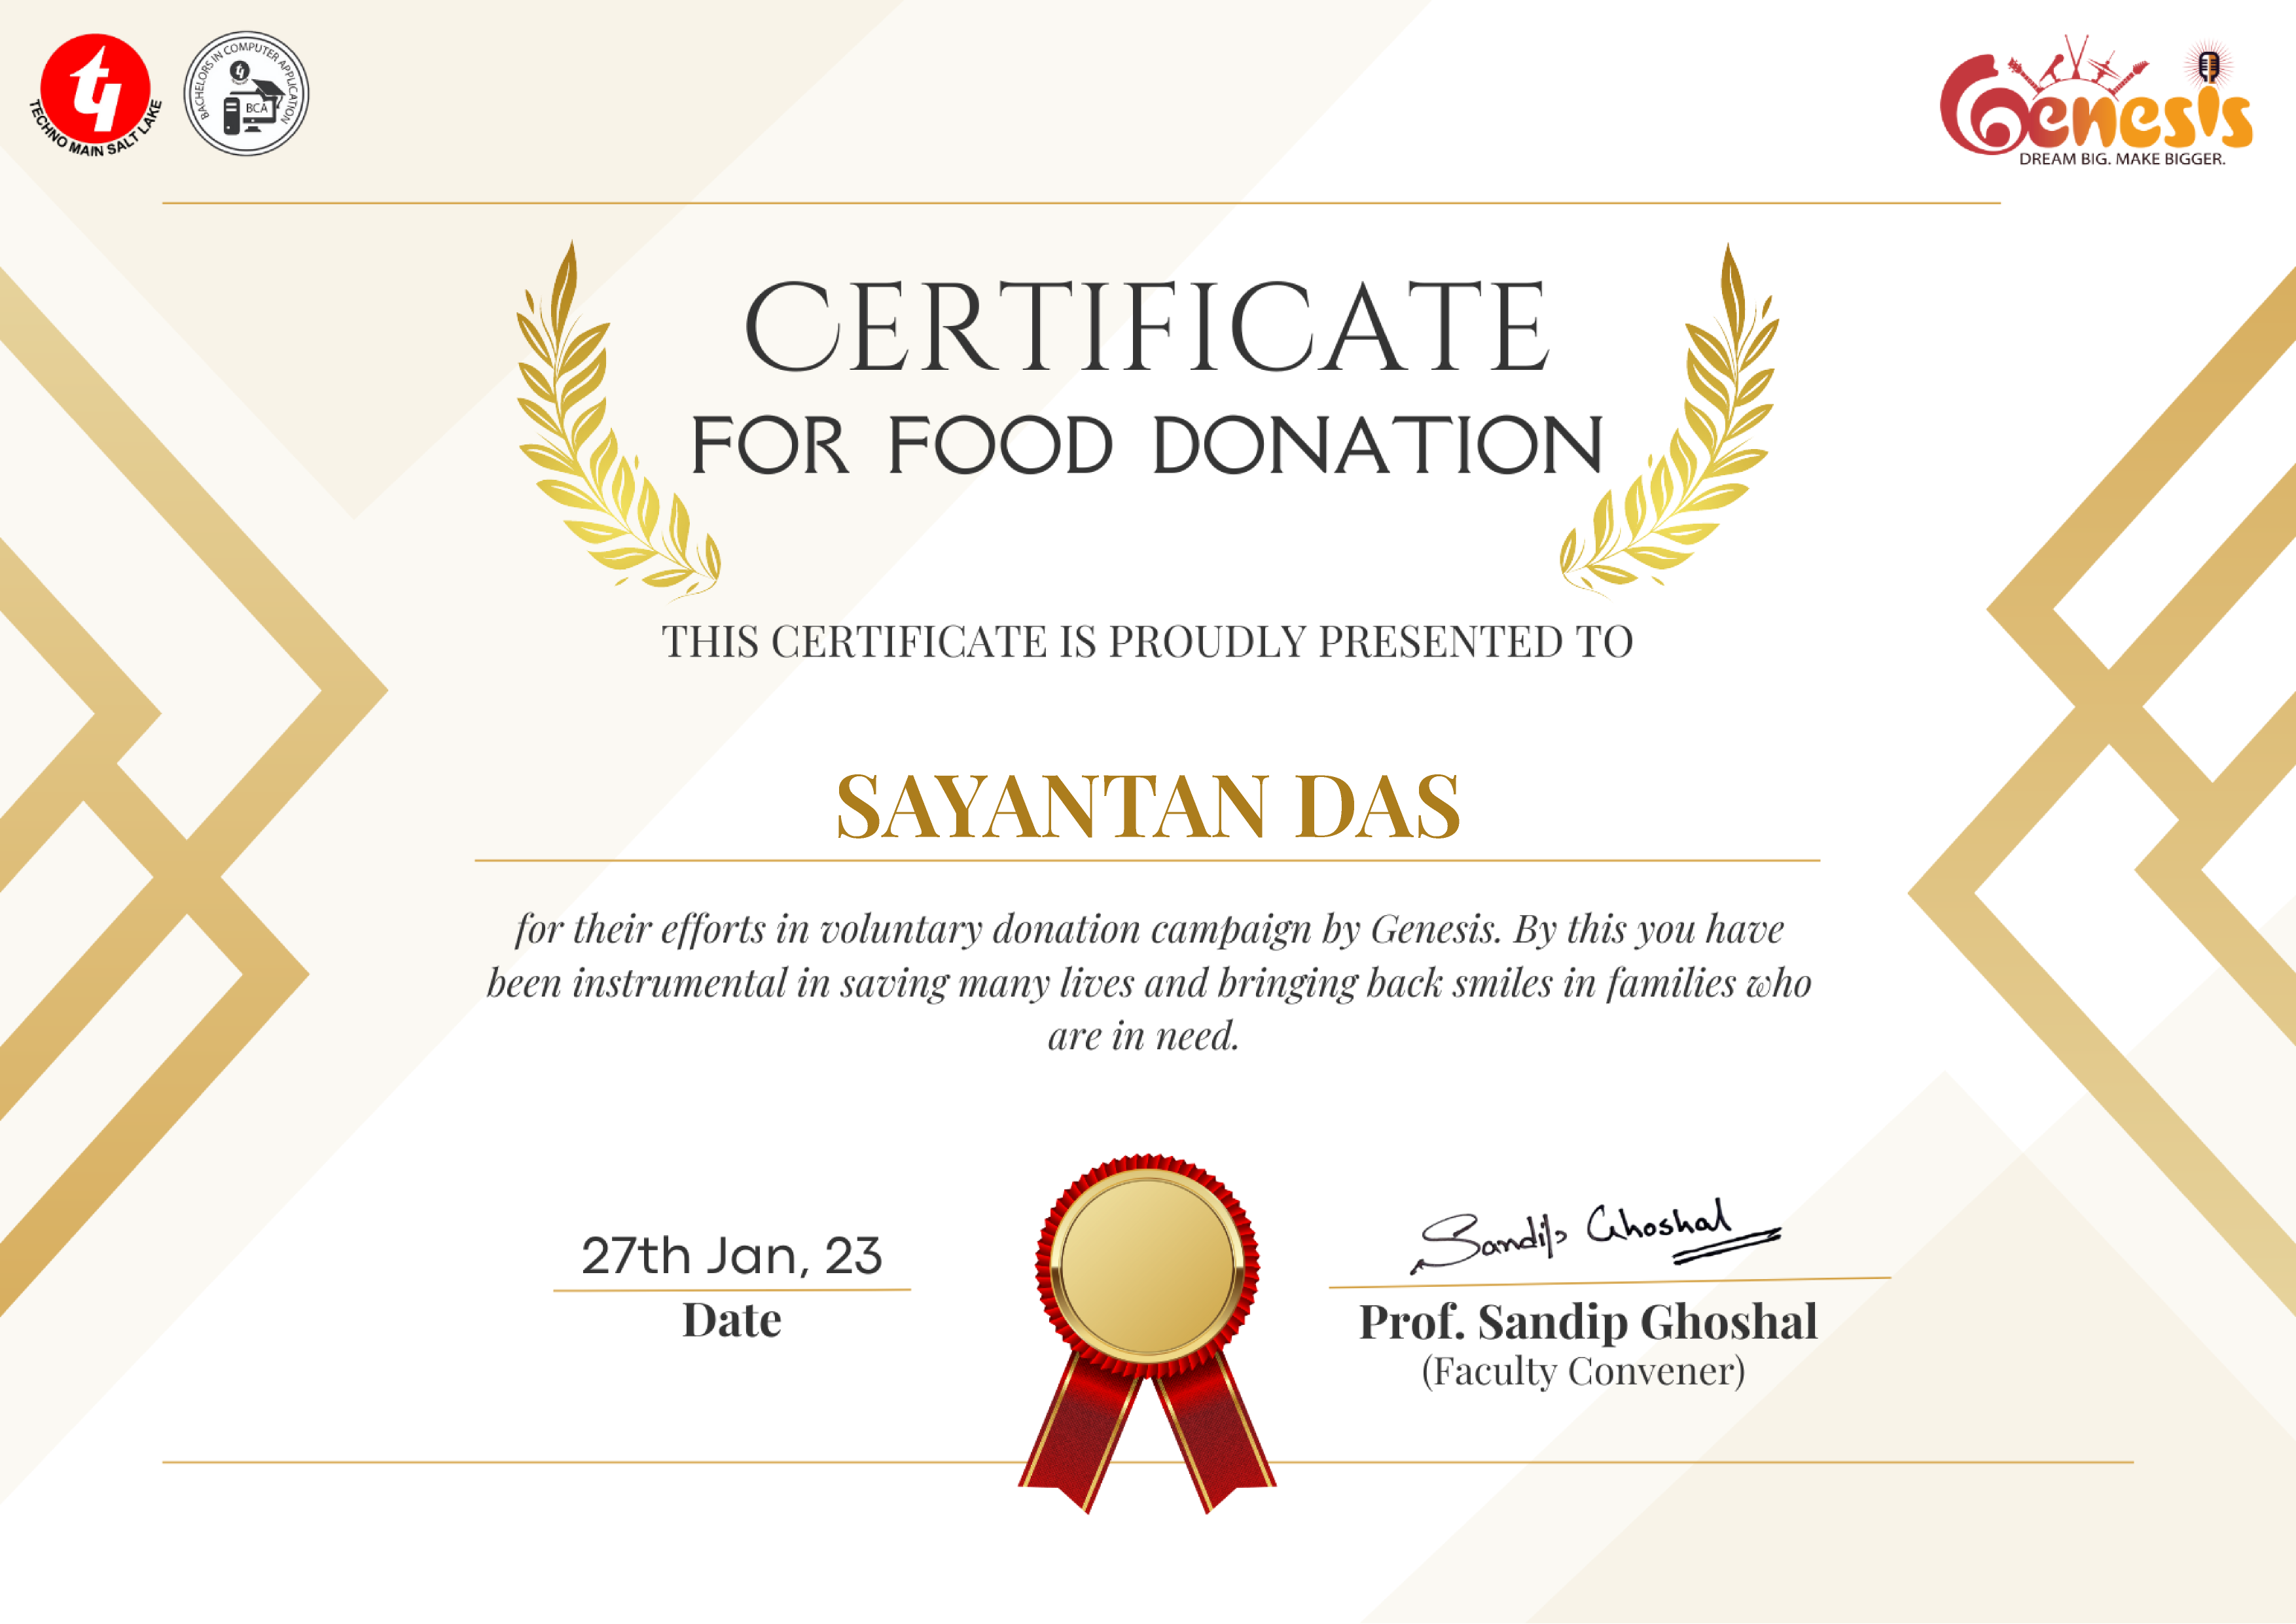 TECHNO MAIN SALT LAKE
BACHELORS IN COMPUTER APPLICATION
BCA
Genesis
DREAM BIG. MAKE BIGGER.
CERTIFICATE
FOR FOOD DONATION
THIS CERTIFICATE IS PROUDLY PRESENTED TO
SAYANTAN DAS
for their efforts in voluntary donation campaign by Genesis. By this you have
been instrumental in saving many lives and bringing back smiles in families who
are in need.
27th Jan, 23
Date
Sandip Ghoshal
Prof. Sandip Ghoshal
(Faculty Convener)